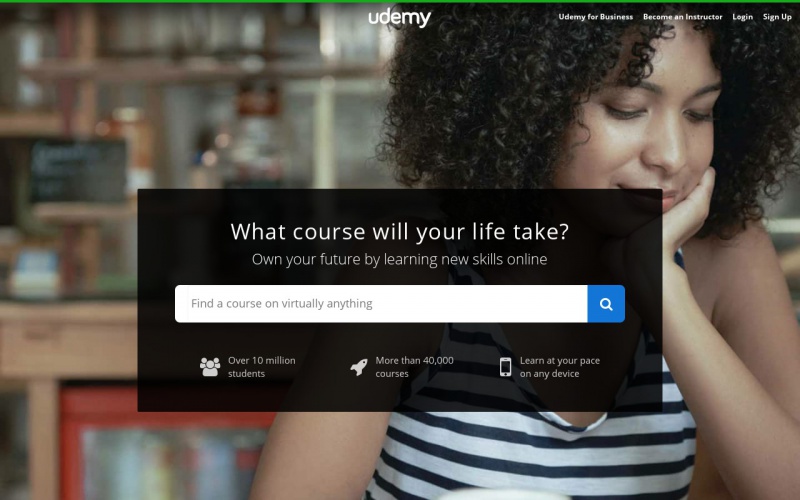 udemy
Udemy for Business Become an Instructor Login Sign Up
What course will your life take?
Own your future by learning new skills online
Find a course on virtually anything
Over 10 million
students
More than 40,000
courses
Learn at your pace
on any device